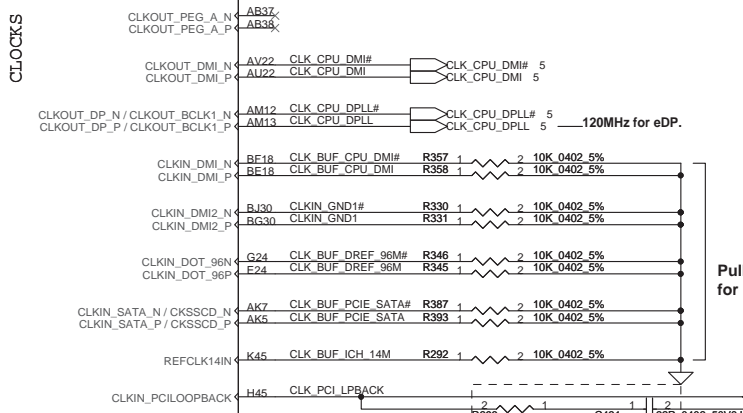 CLOCKS
CLKOUT_PEG_A_N AB37
CLKOUT_PEG_A_P AB38
CLKOUT_DMI_N AV22 CLK_CPU_DMI# CLK_CPU_DMI# 5
CLKOUT_DMI_P AU22 CLK_CPU_DMI CLK_CPU_DMI 5
CLKOUT_DP_N / CLKOUT_BCLK1_N AM12 CLK_CPU_DPLL# CLK_CPU_DPLL# 5
CLKOUT_DP_P / CLKOUT_BCLK1_P AM13 CLK_CPU_DPLL CLK_CPU_DPLL 5 120MHz for eDP.
CLKIN_DMI_N BF18 CLK_BUF_CPU_DMI# R357 1 2 10K_0402_5%
CLKIN_DMI_P BE18 CLK_BUF_CPU_DMI R358 1 2 10K_0402_5%
CLKIN_DMI2_N BJ30 CLKIN_GND1# R330 1 2 10K_0402_5%
CLKIN_DMI2_P BG30 CLKIN_GND1 R331 1 2 10K_0402_5%
CLKIN_DOT_96N G24 CLK_BUF_DREF_96M# R346 1 2 10K_0402_5%
CLKIN_DOT_96P E24 CLK_BUF_DREF_96M R345 1 2 10K_0402_5%
Pul
for
CLKIN_SATA_N / CKSSCD_N AK7 CLK_BUF_PCIE_SATA# R387 1 2 10K_0402_5%
CLKIN_SATA_P / CKSSCD_P AK5 CLK_BUF_PCIE_SATA R393 1 2 10K_0402_5%
REFCLK14IN K45 CLK_BUF_ICH_14M R292 1 2 10K_0402_5%
CLKIN_PCILOOPBACK H45 CLK_PCI_LPBACK
2 1 1 2